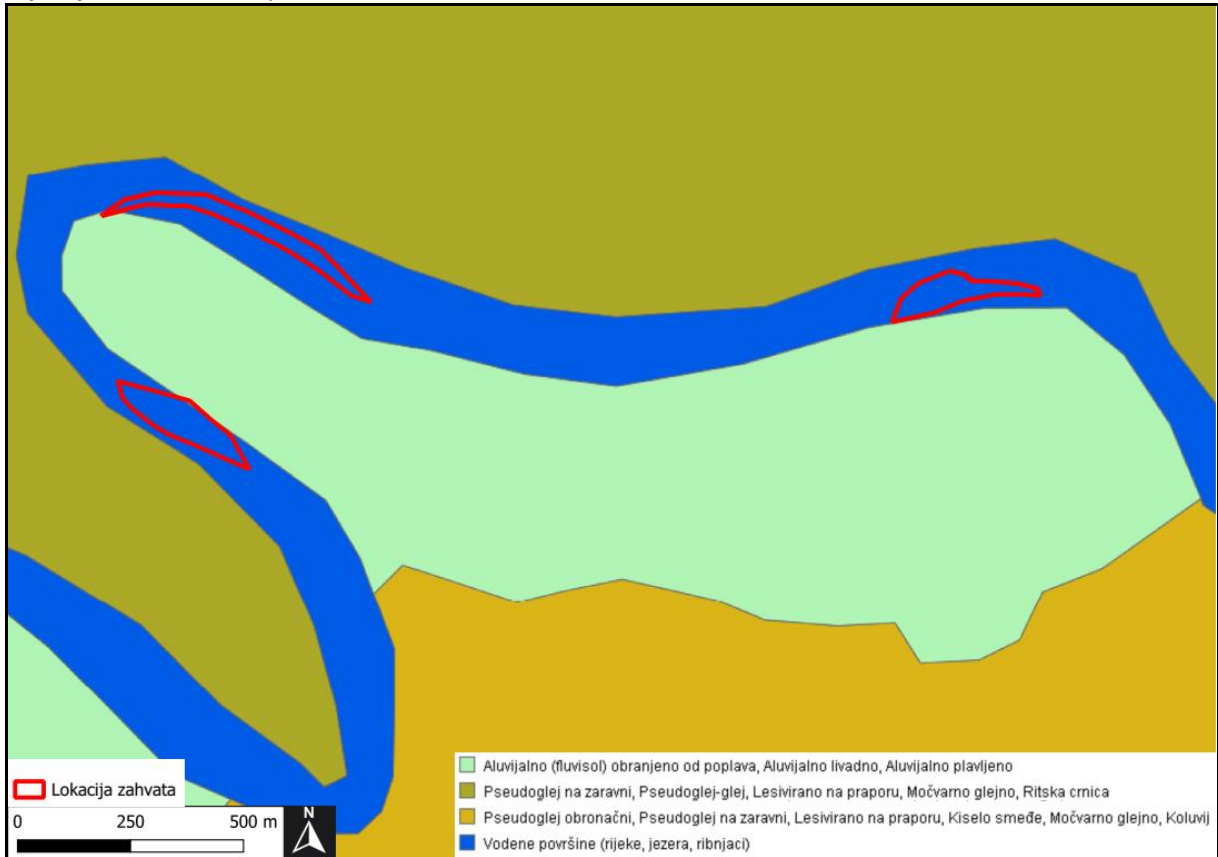 Lokacija zahvata
0 250 500 m
N
Aluvijalno (fluvisol) obranjeno od poplava, Aluvijalno livadno, Aluvijalno plavljeno
Pseudoglej na zaravni, Pseudoglej-glej, Lesivirano na praporu, Močvarno glejno, Ritska crnica
Pseudoglej obronačni, Pseudoglej na zaravni, Lesivirano na praporu, Kiselo smeđe, Močvarno glejno, Koluvij
Vodene površine (rijeke, jezera, ribnjaci)